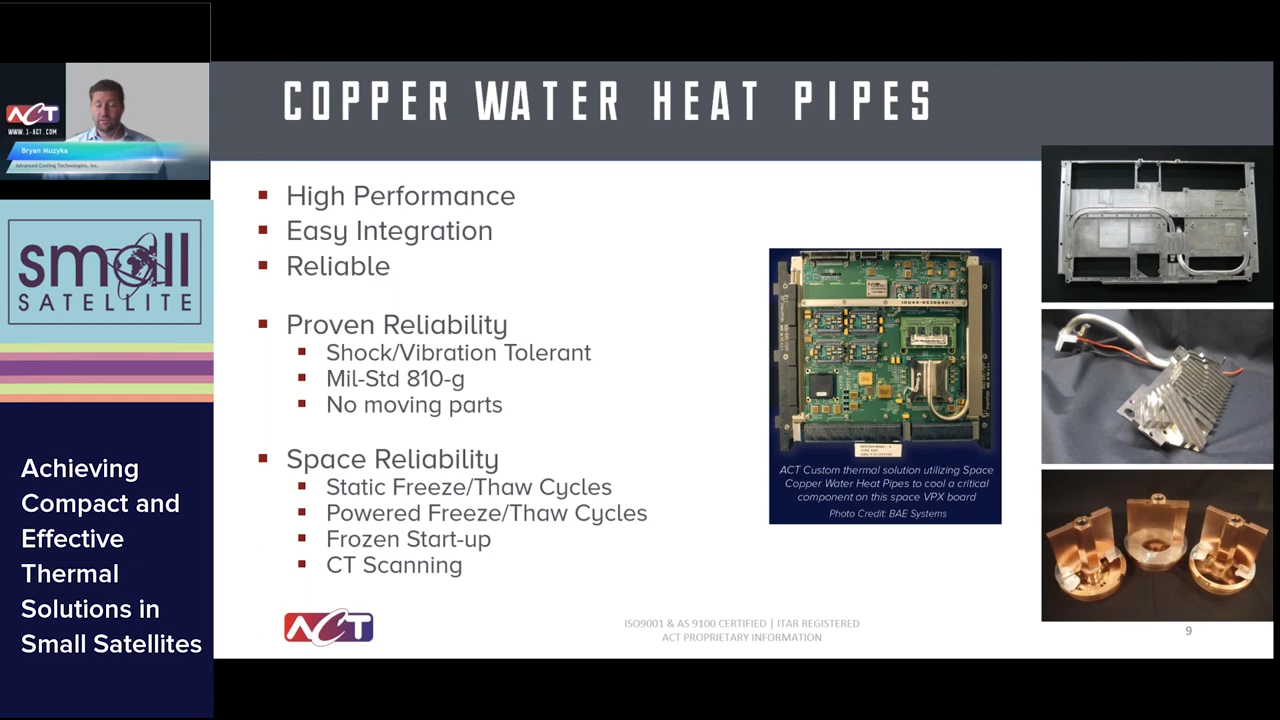 COPPER WATER HEAT PIPES
ACT
WWW.1-ACT.COM
Bryan Muzyka
Advanced Cooling Technologies, Inc.
small
SATELLITE
Achieving
Compact and
Effective
Thermal
Solutions in
Small Satellites
High Performance
Easy Integration
Reliable
Proven Reliability
Shock/Vibration Tolerant
Mil-Std 810-g
No moving parts
Space Reliability
Static Freeze/Thaw Cycles
Powered Freeze/Thaw Cycles
Frozen Start-up
CT Scanning
ACT Custom thermal solution utilizing Space
Copper Water Heat Pipes to cool a critical
component on this space VPX board
Photo Credit: BAE Systems
ACT
ISO9001 & AS 9100 CERTIFIED | ITAR REGISTERED
ACT PROPRIETARY INFORMATION
9